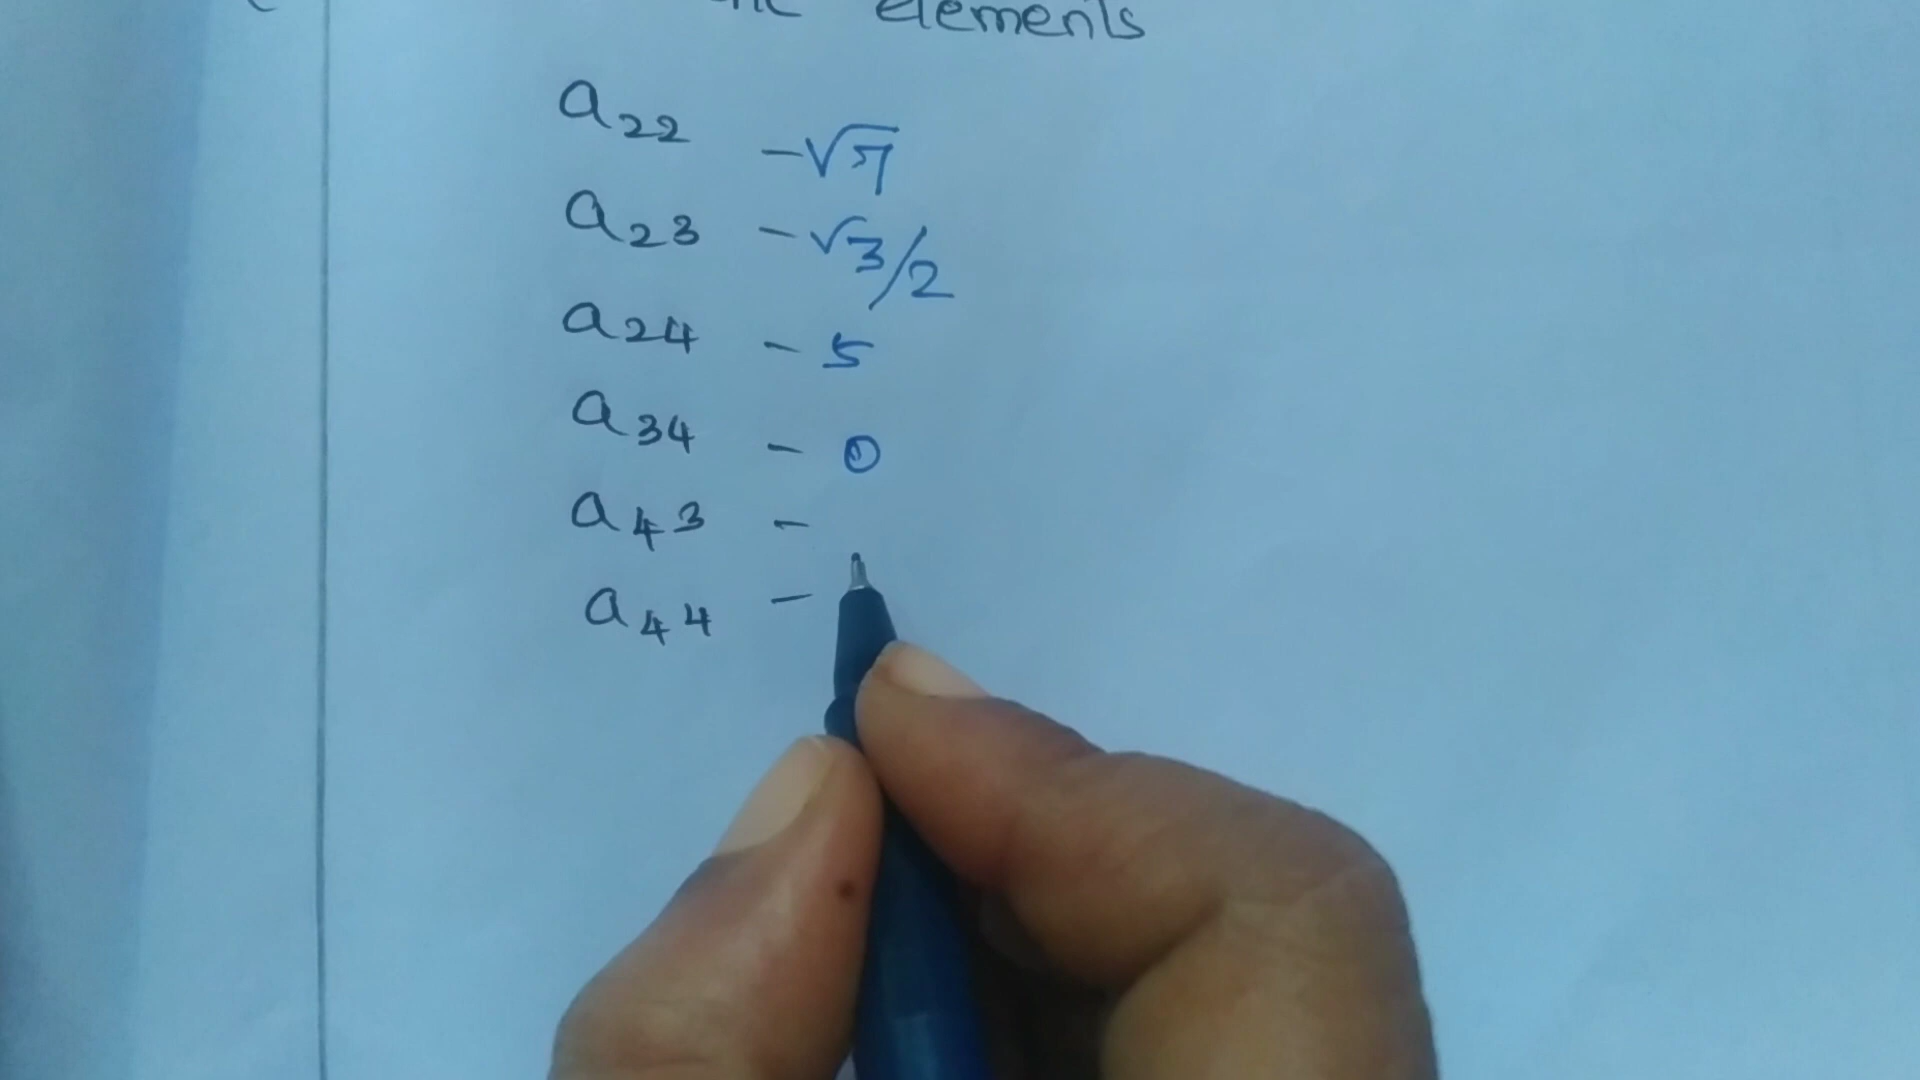 elements
a₂₂ - √7
a₂₃ - √3/2
a₂₄ - 5
a₃₄ - 0
a₄₃ -
a₄₄ -